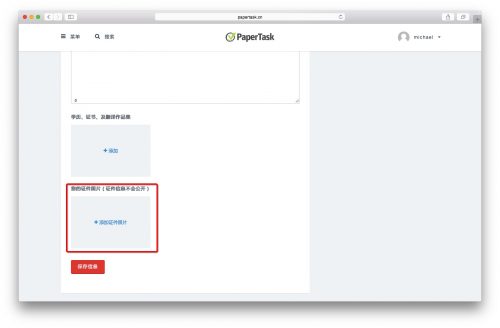 papertask.cn
菜单
搜索
PaperTask
michael
0
学历、证书、及翻译作品集
+ 添加
您的证件照片（证件信息不会公开）
+ 添加证件照片
保存信息